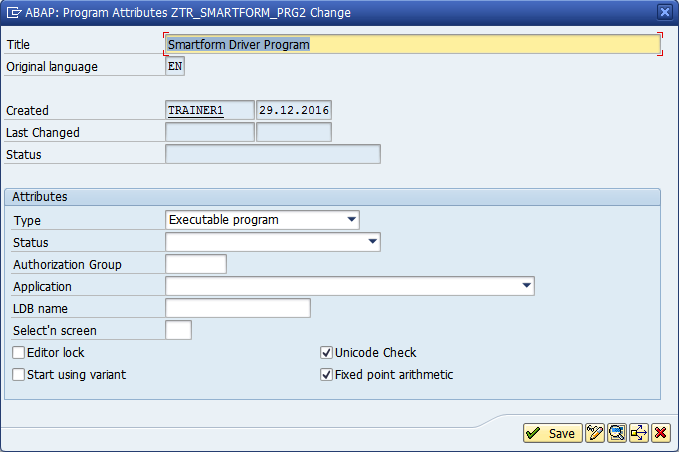 ABAP: Program Attributes ZTR_SMARTFORM_PRG2 Change
Title Smartform Driver Program
Original language EN
Created TRAINER1 29.12.2016
Last Changed
Status
Attributes
Type Executable program
Status
Authorization Group
Application
LDB name
Select'n screen
Editor lock Unicode Check
Start using variant Fixed point arithmetic
Save